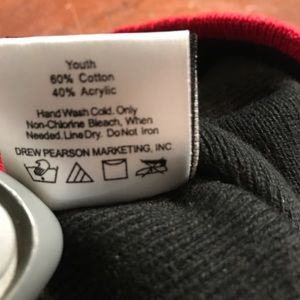 Youth
60% Cotton
40% Acrylic
Hand Wash Cold. Only
Non-Chlorine Bleach, When
Needed. Line Dry. Do Not Iron
DREW PEARSON MARKETING, INC